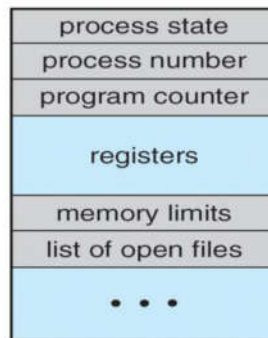 process state
process number
program counter
registers
memory limits
list of open files
• • •